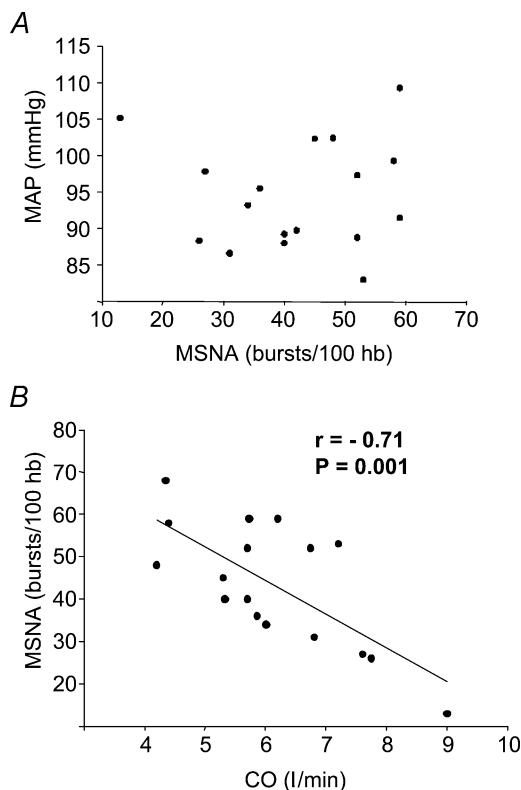 A
115
110
105
100
95
90
85
MAP (mmHg)
10 20 30 40 50 60 70
MSNA (bursts/100 hb)
B
r = - 0.71
P = 0.001
80
70
60
50
40
30
20
MSNA (bursts/100 hb)
4 5 6 7 8 9 10
CO (l/min)